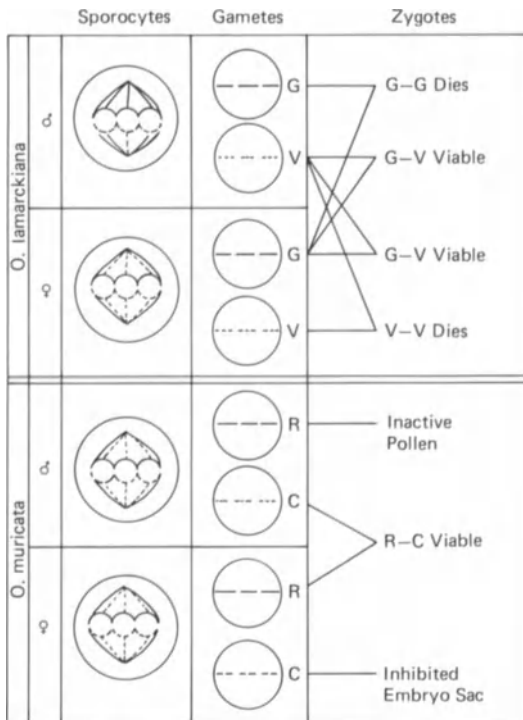 Sporocytes Gametes Zygotes
O. lamarckiana
♂
G
G–G Dies
V
G–V Viable
♀
G
G–V Viable
V
V–V Dies
O. muricata
♂
R
Inactive
Pollen
C
R–C Viable
♀
R
C
Inhibited
Embryo Sac